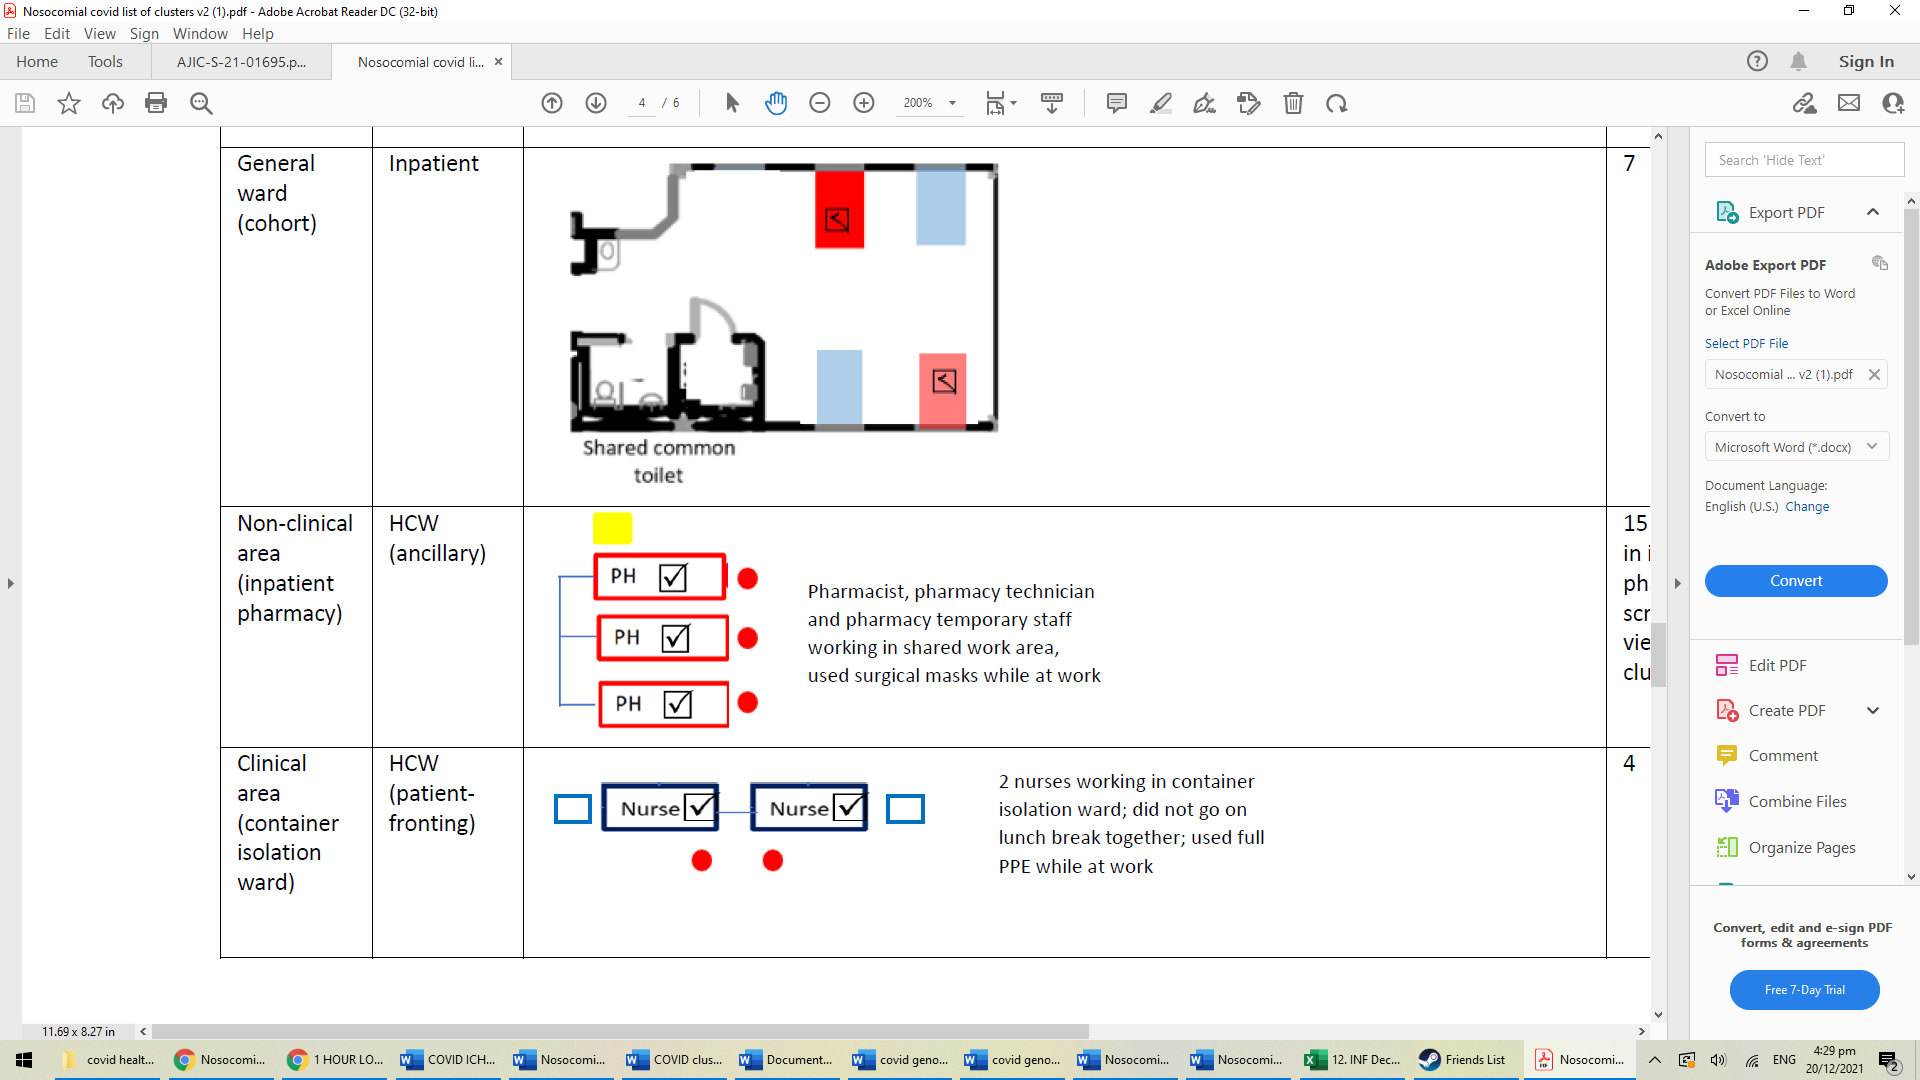 Nosocomial covid list of clusters v2 (1).pdf - Adobe Acrobat Reader DC (32-bit)
File Edit View Sign Window Help
Home Tools AJIC-S-21-01695.p... Nosocomial covid li... Sign In
4 / 6 200%
General
ward
(cohort)
Inpatient
Shared common
toilet
7
Non-clinical
area
(inpatient
pharmacy)
HCW
(ancillary)
PH
PH
PH
Pharmacist, pharmacy technician
and pharmacy temporary staff
working in shared work area,
used surgical masks while at work
15
in i
ph
scr
vie
clu
Clinical
area
(container
isolation
ward)
HCW
(patient-
fronting)
Nurse Nurse
2 nurses working in container
isolation ward; did not go on
lunch break together; used full
PPE while at work
4
11.69 x 8.27 in
Search 'Hide Text'
Export PDF
Adobe Export PDF
Convert PDF Files to Word
or Excel Online
Select PDF File
Nosocomial ... v2 (1).pdf
Convert to
Microsoft Word (*.docx)
Document Language:
English (U.S.) Change
Convert
Edit PDF
Create PDF
Comment
Combine Files
Organize Pages
Convert, edit and e-sign PDF
forms & agreements
Free 7-Day Trial
covid healt... Nosocomi... 1 HOUR LO... COVID ICH... Nosocomi... COVID clus... Document... covid geno... covid geno... Nosocomi... Nosocomi... 12. INF Dec... Friends List Nosocomi... ENG 4:29 pm
20/12/2021 2